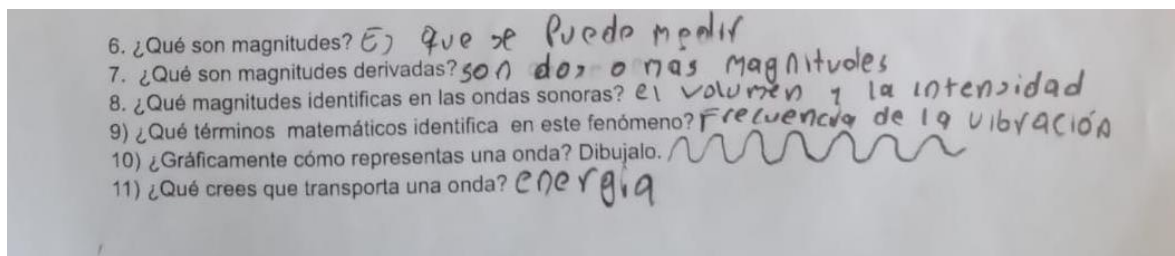 6. ¿Qué son magnitudes? Es que se puede medir
7. ¿Qué son magnitudes derivadas? son dos o mas magnitudes
8. ¿Qué magnitudes identificas en las ondas sonoras? el volumen y la intensidad
9) ¿Qué términos matemáticos identifica en este fenómeno? Frecuencia de la vibración
10) ¿Gráficamente cómo representas una onda? Dibujalo.
11) ¿Qué crees que transporta una onda? energía